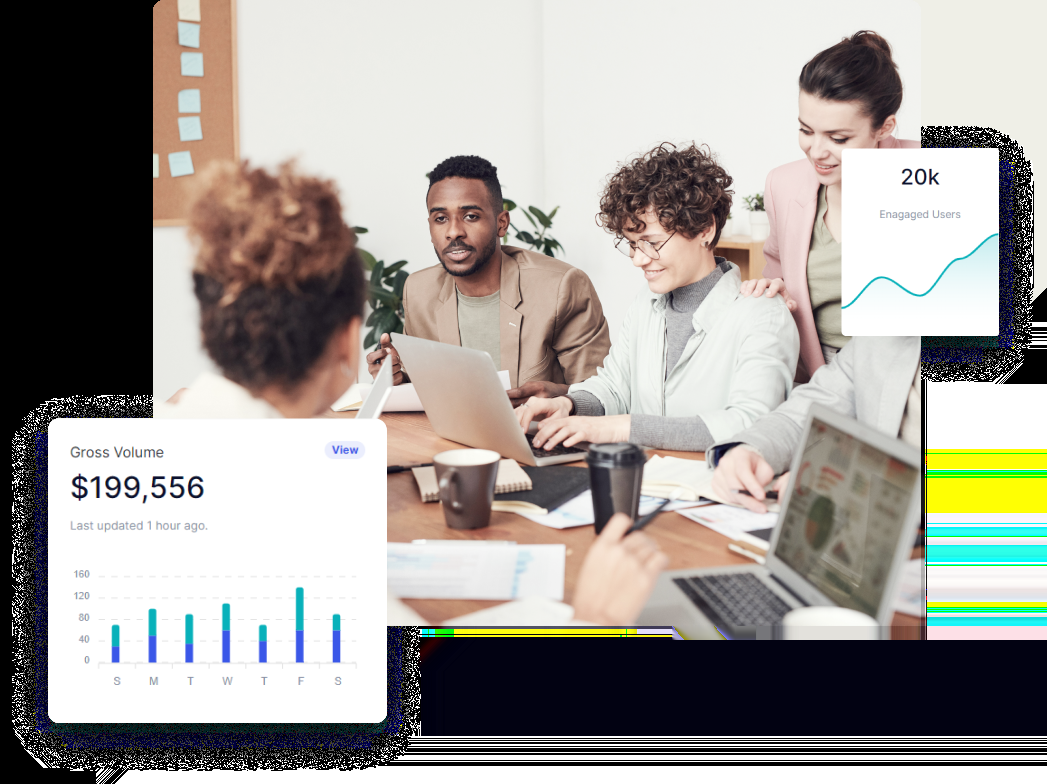 20k
Enagaged Users
Gross Volume
View
$199,556
Last updated 1 hour ago.
160
120
80
40
0
S M T W T F S